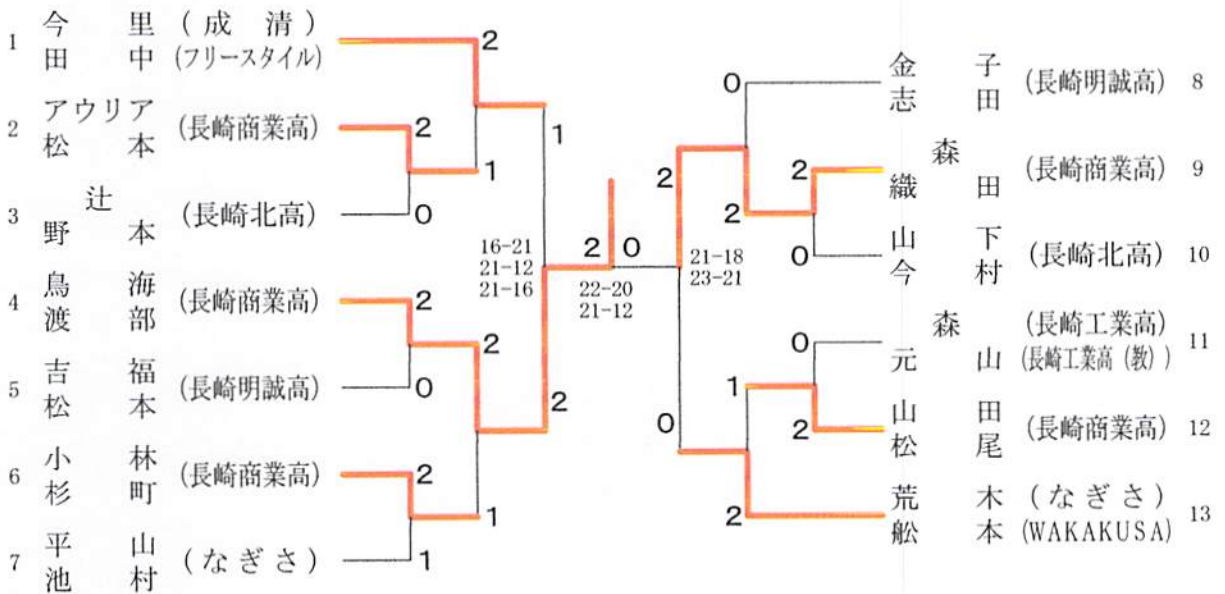 1 今里 (成清)
田中 (フリースタイル)
2 アウリア
松本 (長崎商業高)
3 辻
野本 (長崎北高)
4 鳥海
渡部 (長崎商業高)
5 吉福
松本 (長崎明誠高)
6 小林
杉町 (長崎商業高)
7 平山
池村 (なぎさ)
2
2
1
0
1
2
2
0
2
2
1
1
16-21
21-12
21-16
2 0
22-20
21-12
2
21-18
23-21
0
0
2
2
0
0
1
2
2
金子
志田 (長崎明誠高) 8
森
織田 (長崎商業高) 9
山下
今村 (長崎北高) 10
森 (長崎工業高)
元山 (長崎工業高(教)) 11
山田
松尾 (長崎商業高) 12
荒木 (なぎさ)
舩本 (WAKAKUSA) 13